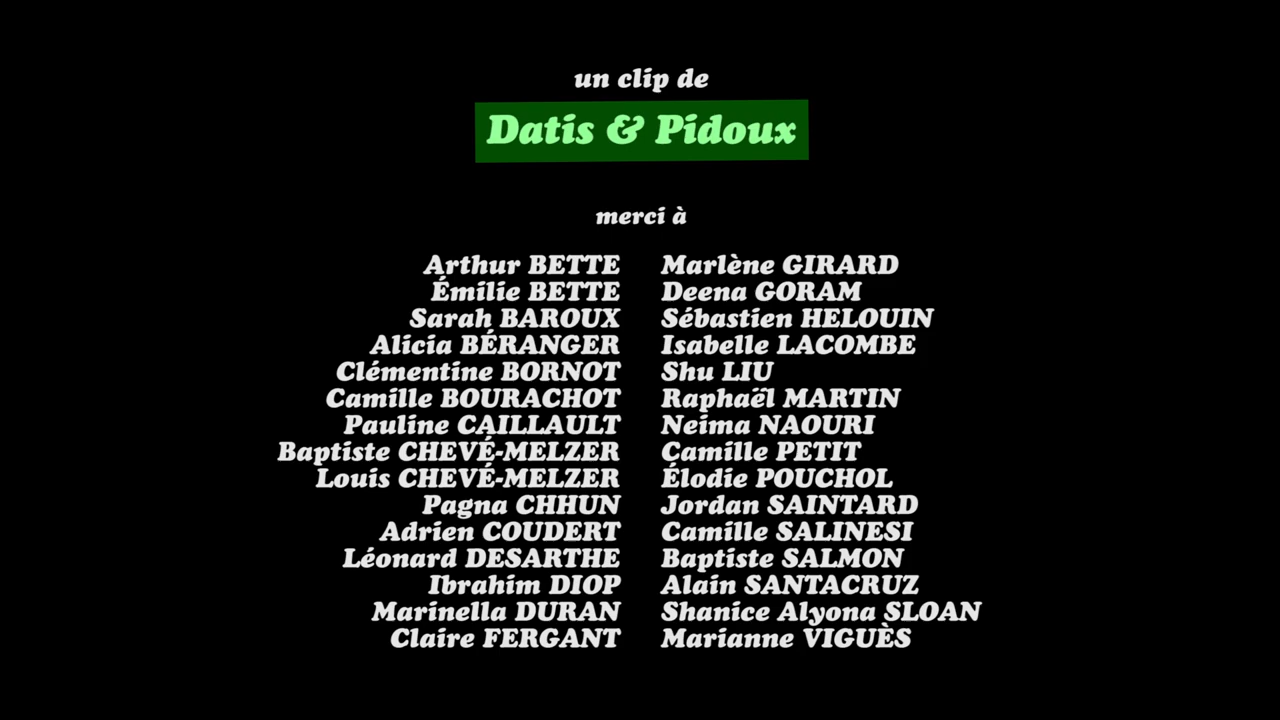 un clip de
Datis & Pidoux
merci à
Arthur BETTE
Émilie BETTE
Sarah BAROUX
Alicia BÉRANGER
Clémentine BORNOT
Camille BOURACHOT
Pauline CAILLAULT
Baptiste CHEVÉ-MELZER
Louis CHEVÉ-MELZER
Pagna CHHUN
Adrien COUDERT
Léonard DESARTHE
Ibrahim DIOP
Marinella DURAN
Claire FERGANT
Marlène GIRARD
Deena GORAM
Sébastien HELOUIN
Isabelle LACOMBE
Shu LIU
Raphaël MARTIN
Neima NAOURI
Camille PETIT
Élodie POUCHOL
Jordan SAINTARD
Camille SALINESI
Baptiste SALMON
Alain SANTACRUZ
Shanice Alyona SLOAN
Marianne VIGUÈS